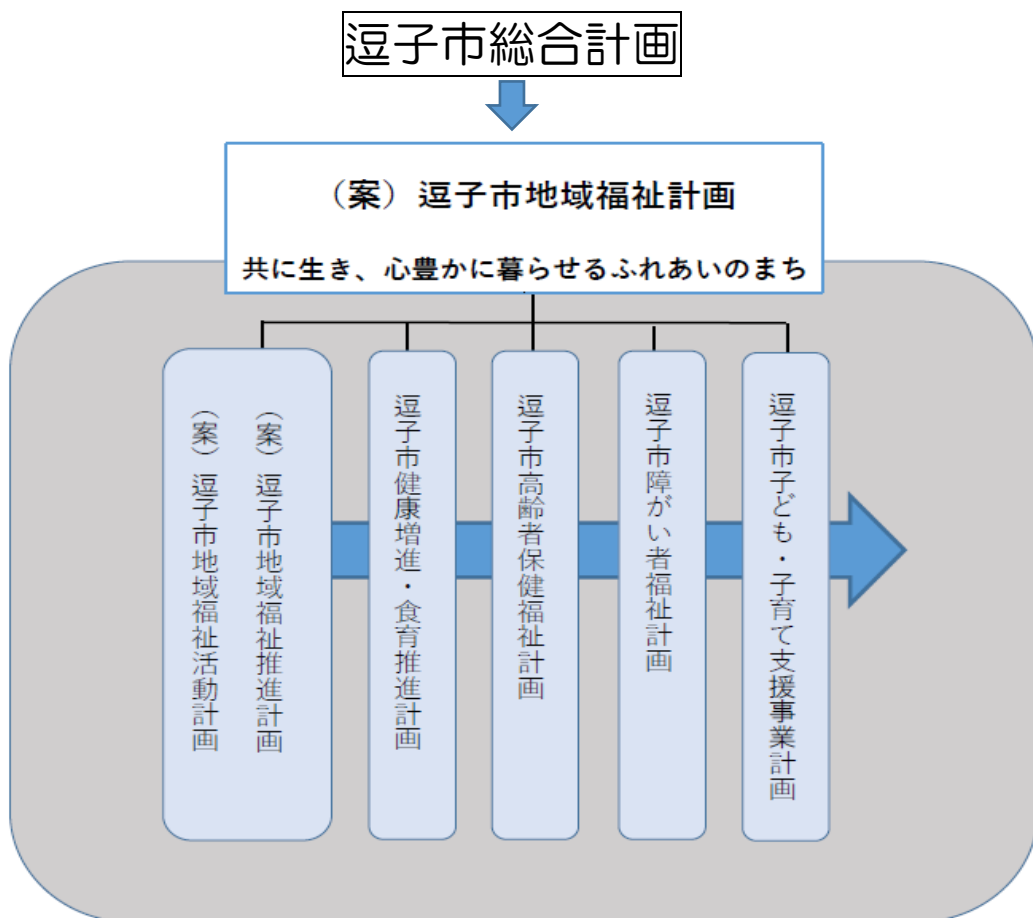 逗子市総合計画
（案）逗子市地域福祉計画
共に生き、心豊かに暮らせるふれあいのまち
（案）逗子市地域福祉推進計画
（案）逗子市地域福祉活動計画
逗子市健康増進・食育推進計画
逗子市高齢者保健福祉計画
逗子市障がい者福祉計画
逗子市子ども・子育て支援事業計画